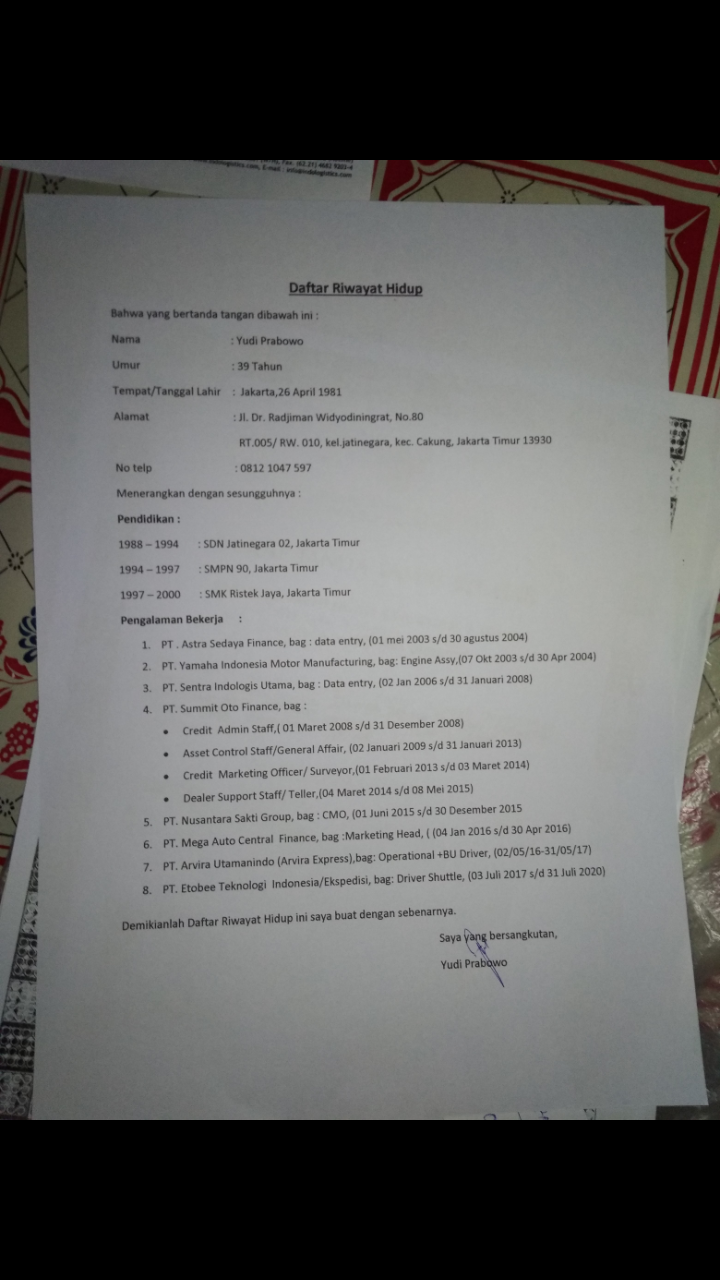 Fax. (62.21) 4682
.com, E-mail : info@indologistics.com
Daftar Riwayat Hidup
Bahwa yang bertanda tangan dibawah ini :
Nama : Yudi Prabowo
Umur : 39 Tahun
Tempat/Tanggal Lahir : Jakarta,26 April 1981
Alamat : Jl. Dr. Radjiman Widyodiningrat, No.80
RT.005/ RW. 010, kel.jatinegara, kec. Cakung, Jakarta Timur 13930
No telp : 0812 1047 597
Menerangkan dengan sesungguhnya :
Pendidikan :
1988 – 1994 : SDN Jatinegara 02, Jakarta Timur
1994 – 1997 : SMPN 90, Jakarta Timur
1997 – 2000 : SMK Ristek Jaya, Jakarta Timur
Pengalaman Bekerja :
1. PT . Astra Sedaya Finance, bag : data entry, (01 mei 2003 s/d 30 agustus 2004)
2. PT. Yamaha Indonesia Motor Manufacturing, bag: Engine Assy,(07 Okt 2003 s/d 30 Apr 2004)
3. PT. Sentra Indologis Utama, bag : Data entry, (02 Jan 2006 s/d 31 Januari 2008)
4. PT. Summit Oto Finance, bag :
• Credit Admin Staff,( 01 Maret 2008 s/d 31 Desember 2008)
• Asset Control Staff/General Affair, (02 Januari 2009 s/d 31 Januari 2013)
• Credit Marketing Officer/ Surveyor,(01 Februari 2013 s/d 03 Maret 2014)
• Dealer Support Staff/ Teller,(04 Maret 2014 s/d 08 Mei 2015)
5. PT. Nusantara Sakti Group, bag : CMO, (01 Juni 2015 s/d 30 Desember 2015
6. PT. Mega Auto Central Finance, bag :Marketing Head, ( (04 Jan 2016 s/d 30 Apr 2016)
7. PT. Arvira Utamanindo (Arvira Express),bag: Operational +BU Driver, (02/05/16-31/05/17)
8. PT. Etobee Teknologi Indonesia/Ekspedisi, bag: Driver Shuttle, (03 Juli 2017 s/d 31 Juli 2020)
Demikianlah Daftar Riwayat Hidup ini saya buat dengan sebenarnya.
Saya yang bersangkutan,
Yudi Prabowo